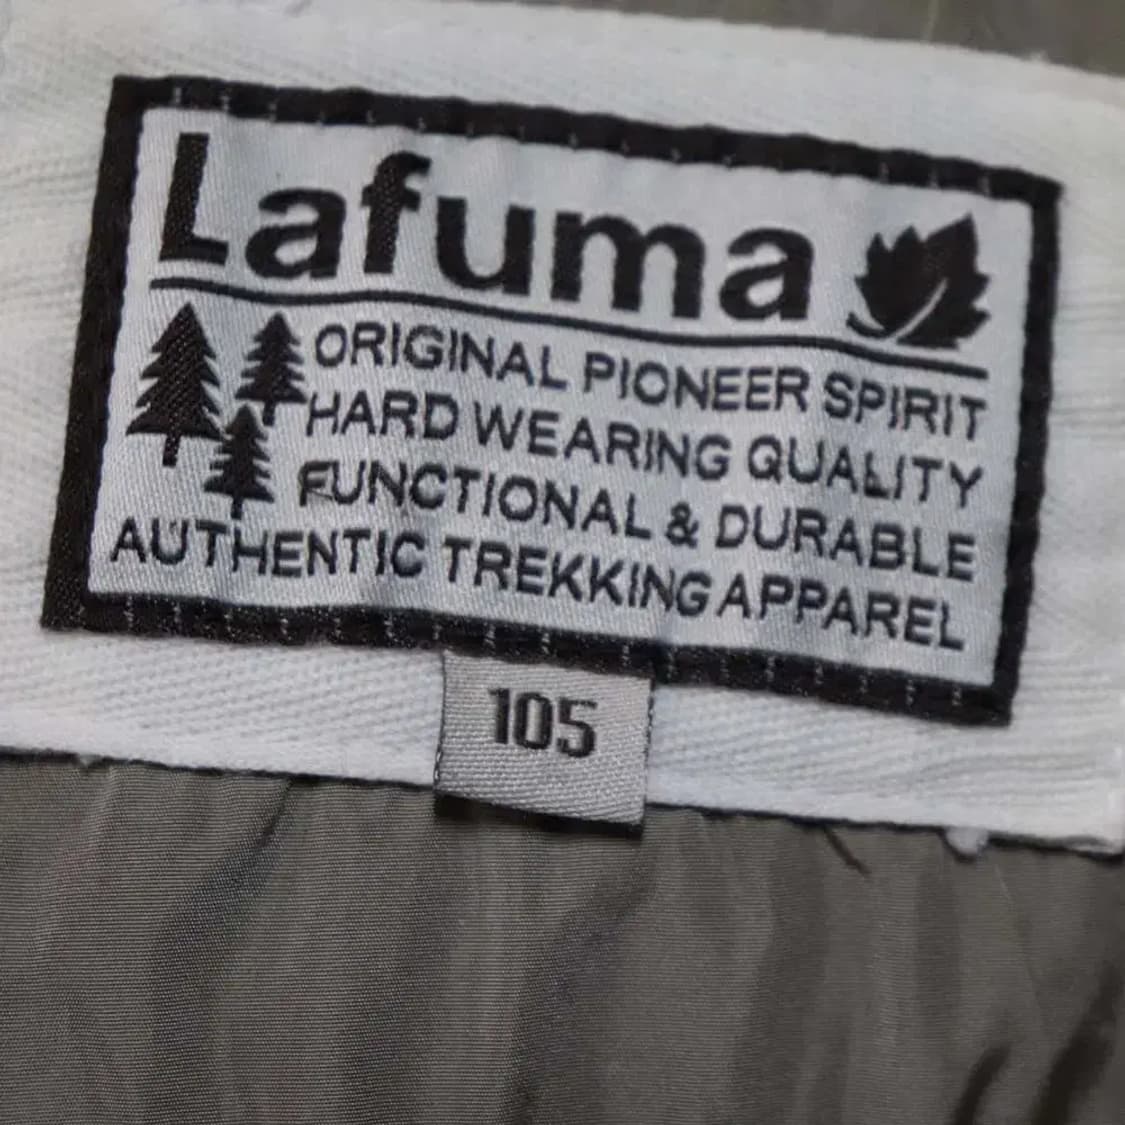 Lafuma
ORIGINAL PIONEER SPIRIT
HARD WEARING QUALITY
FUNCTIONAL & DURABLE
AUTHENTIC TREKKING APPAREL
105